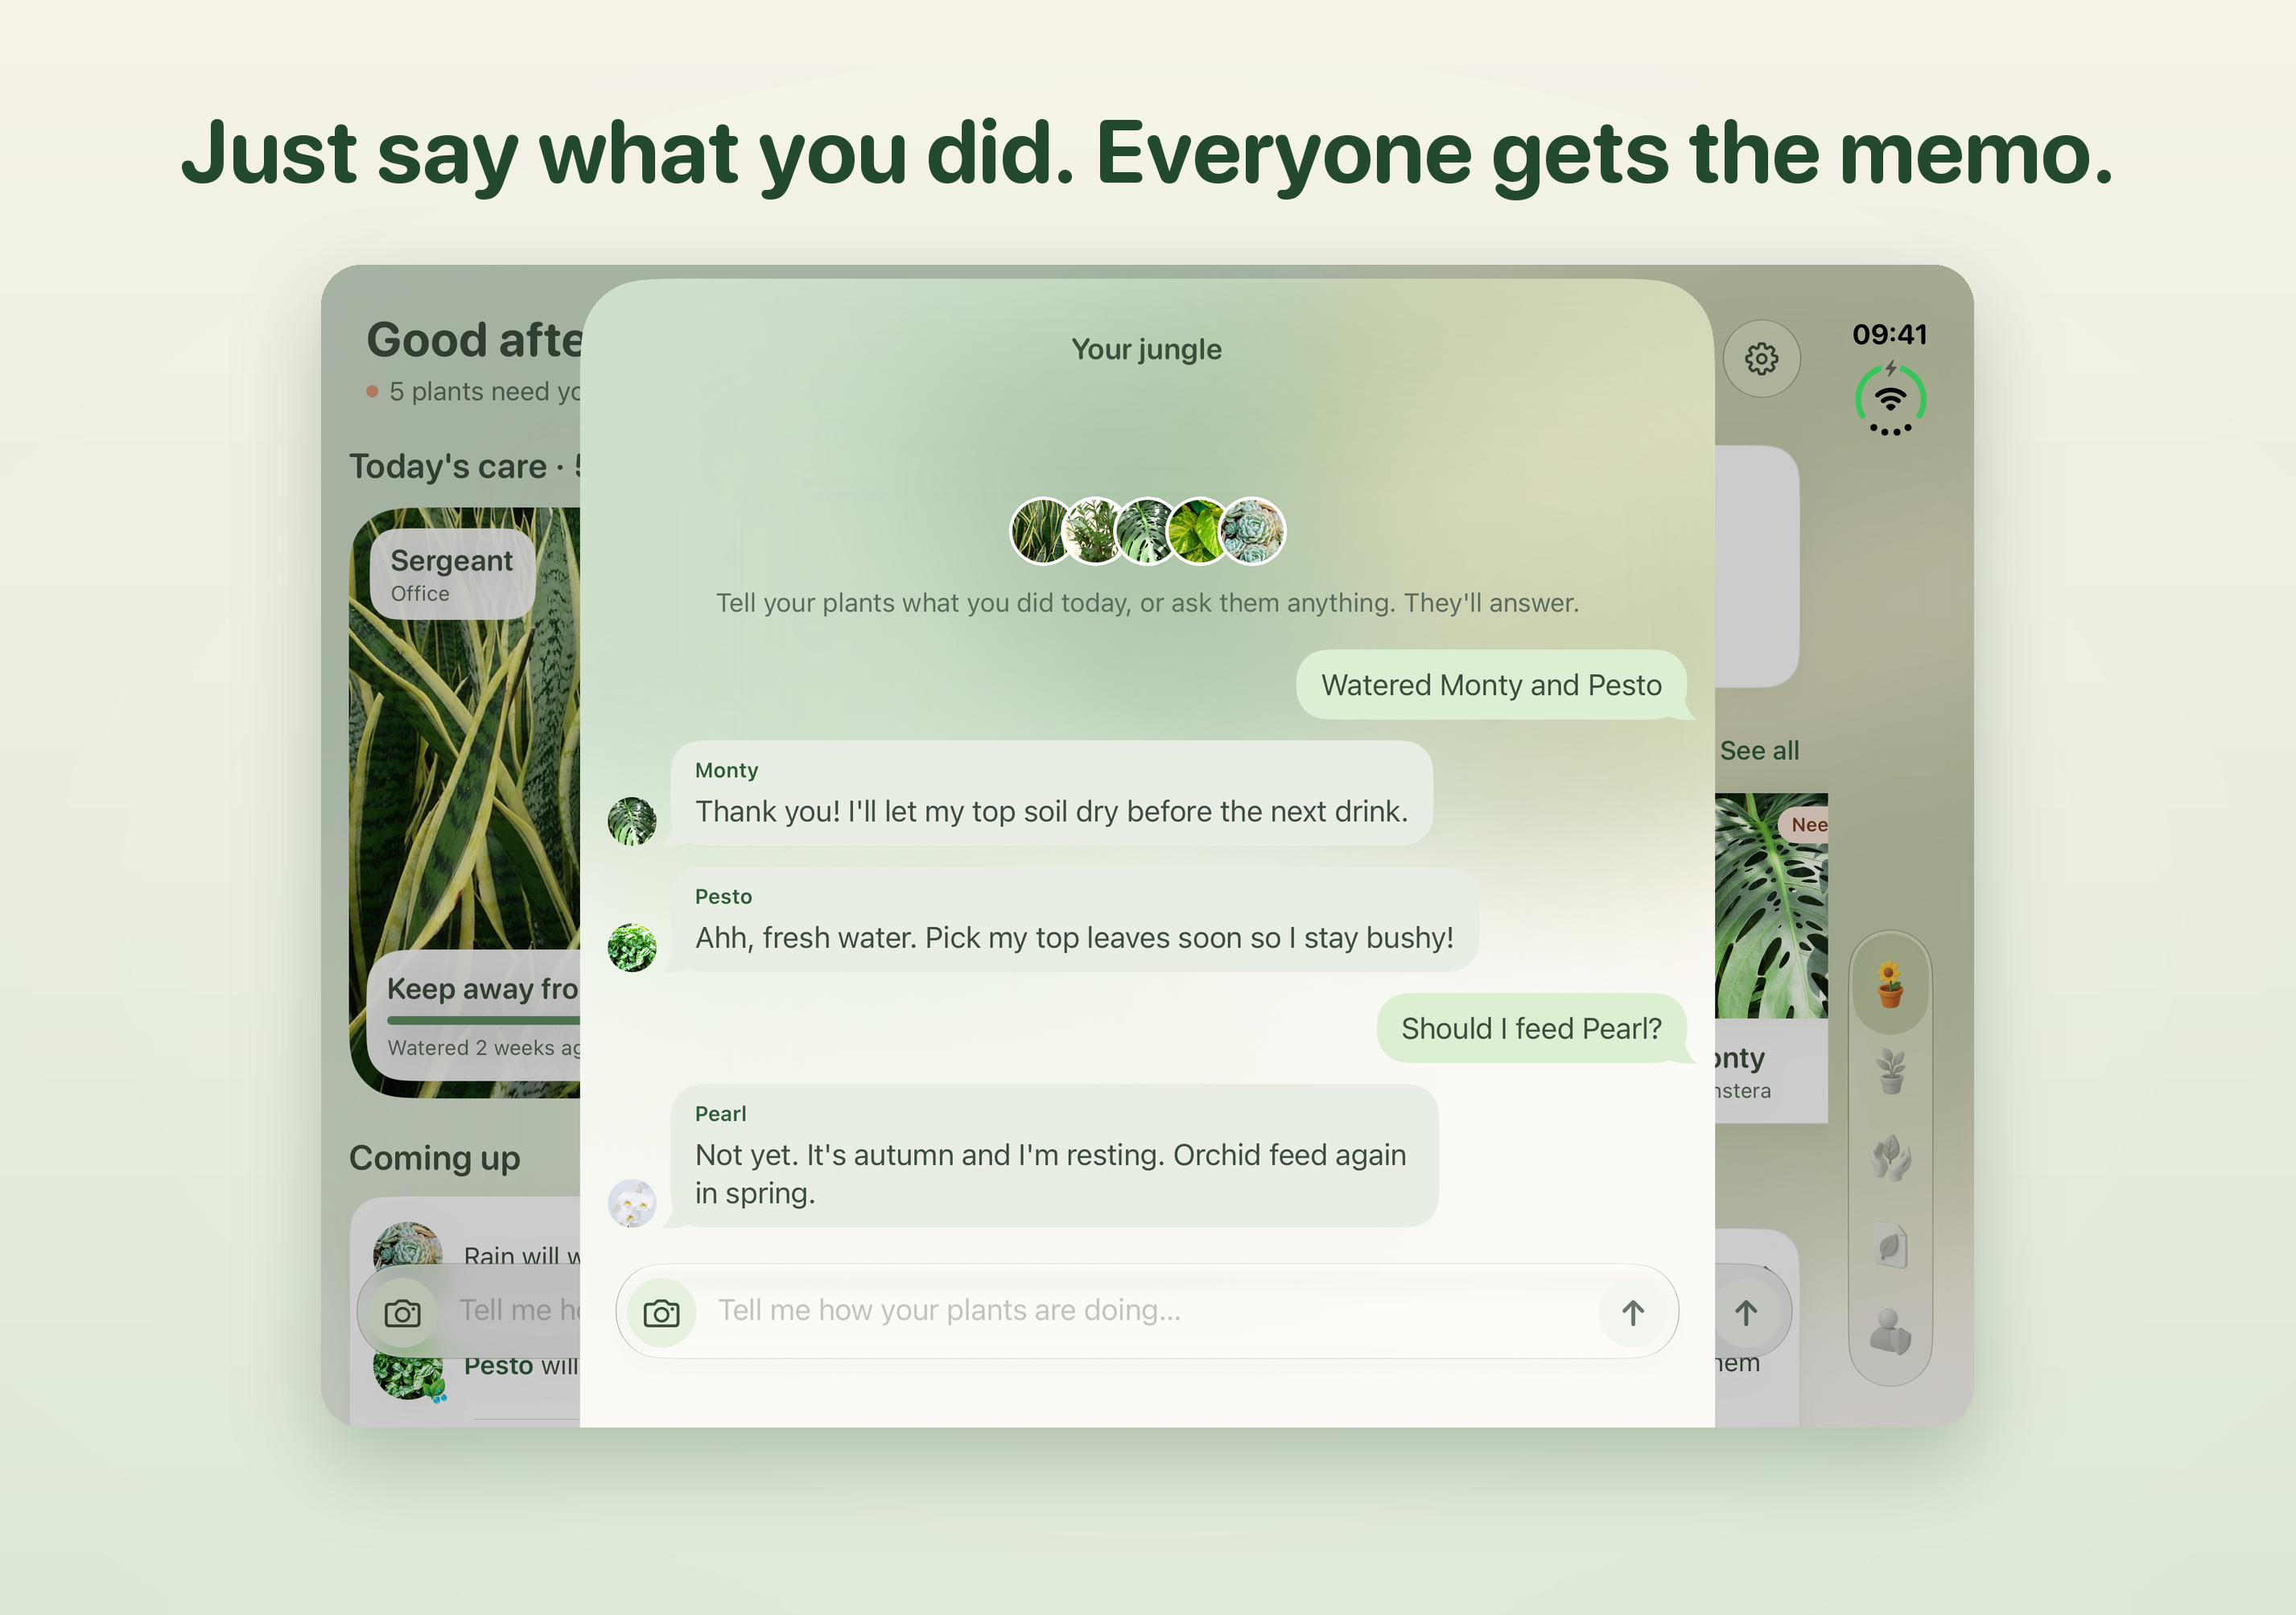 Just say what you did. Everyone gets the memo.
Good afte
5 plants need yo
Today's care ·
Sergeant
Office
Keep away fro
Watered 2 weeks ag
Coming up
Rain will w
Tell me ho
Pesto will
Your jungle
Tell your plants what you did today, or ask them anything. They'll answer.
Watered Monty and Pesto
Monty
Thank you! I'll let my top soil dry before the next drink.
Pesto
Ahh, fresh water. Pick my top leaves soon so I stay bushy!
Should I feed Pearl?
Pearl
Not yet. It's autumn and I'm resting. Orchid feed again
in spring.
Tell me how your plants are doing...
09:41
See all
Nee
onty
nstera
hem